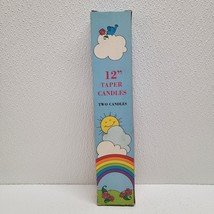 12"
TAPER
CANDLES
TWO CANDLES